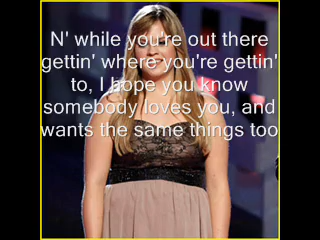 N' while you're out there
gettin' where you're gettin'
to, I hope you know
somebody loves you, and
wants the same things too